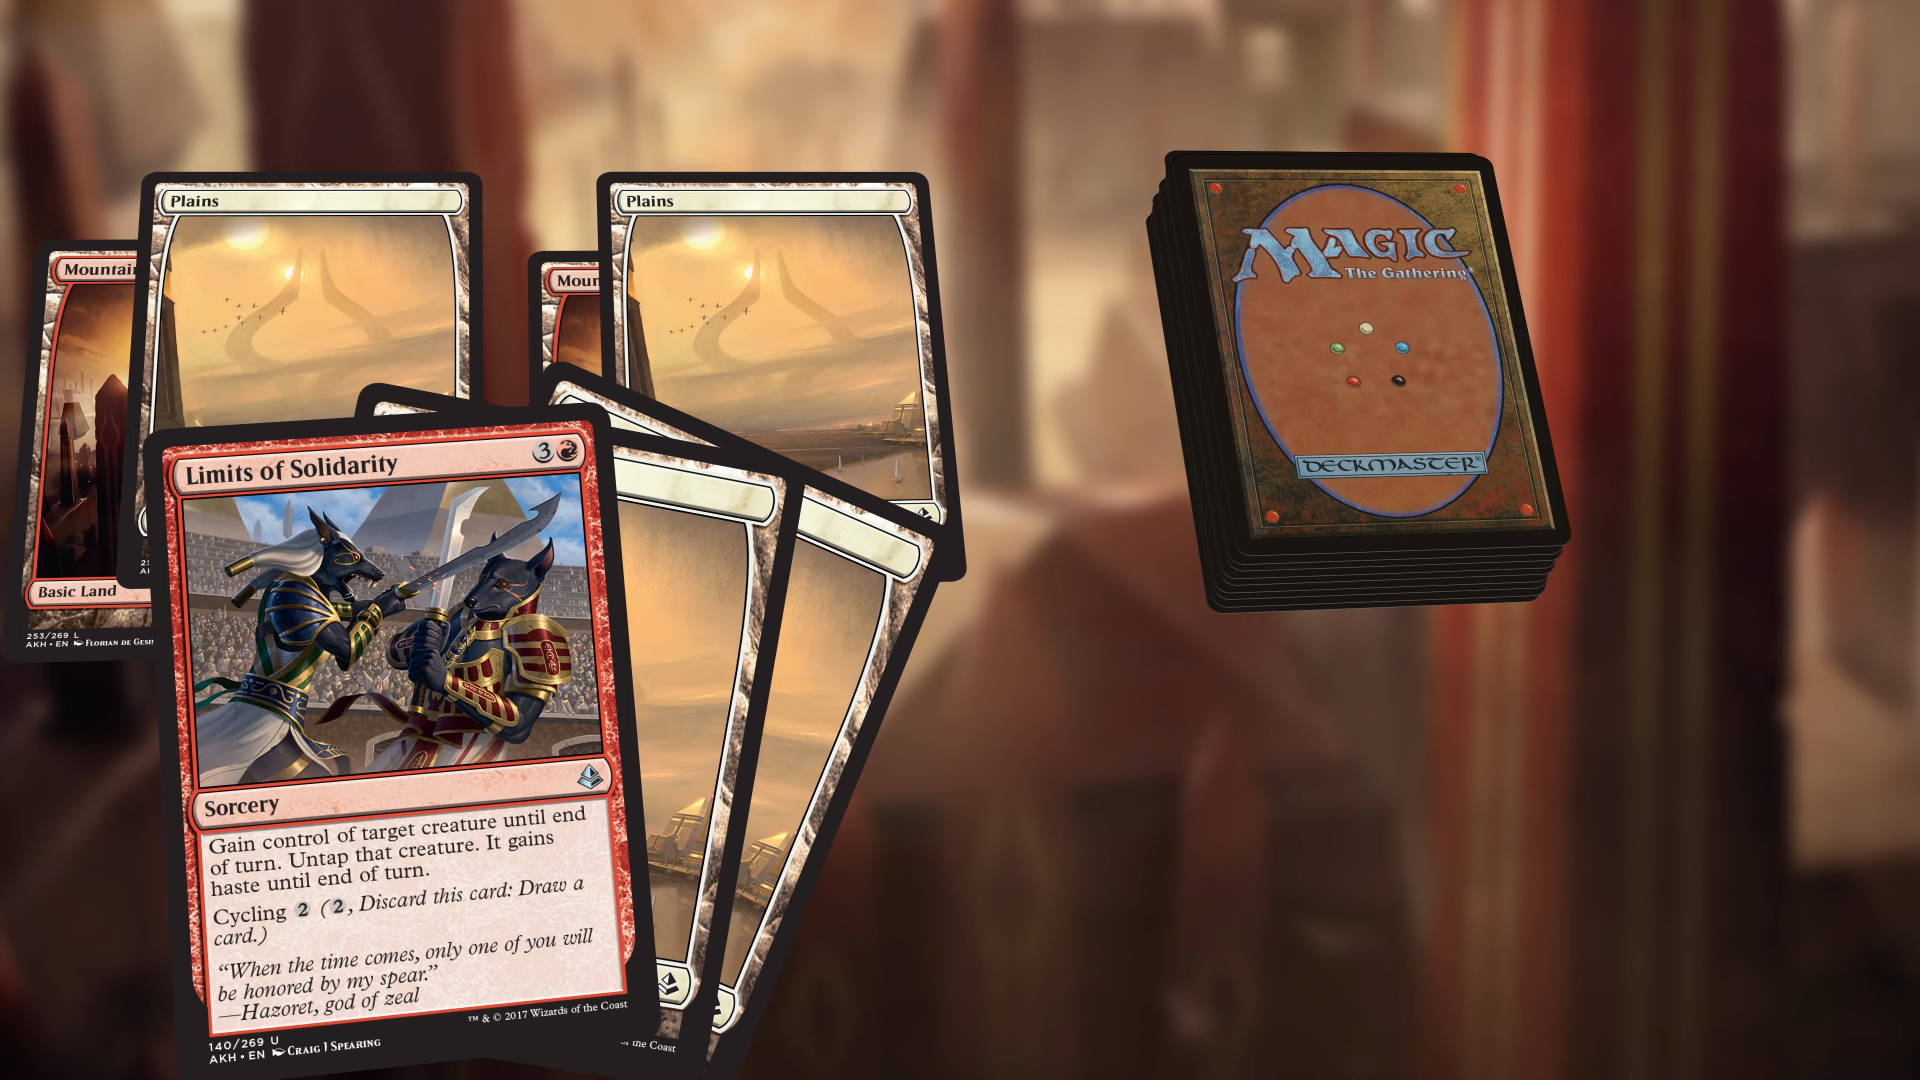 Plains
Plains
Mountain
Moun
Limits of Solidarity
3
Basic Land
253/269 L
AKH • EN Florian de Gesi
Sorcery
Gain control of target creature until end
of turn. Untap that creature. It gains
haste until end of turn.
Cycling 2 (2, Discard this card: Draw a
card.)
“When the time comes, only one of you will
be honored by my spear.”
—Hazoret, god of zeal
™ & © 2017 Wizards of the Coast
140/269 U
AKH • EN Craig J Spearing
the Coast
MAGIC
The Gathering®
DECKMASTER®